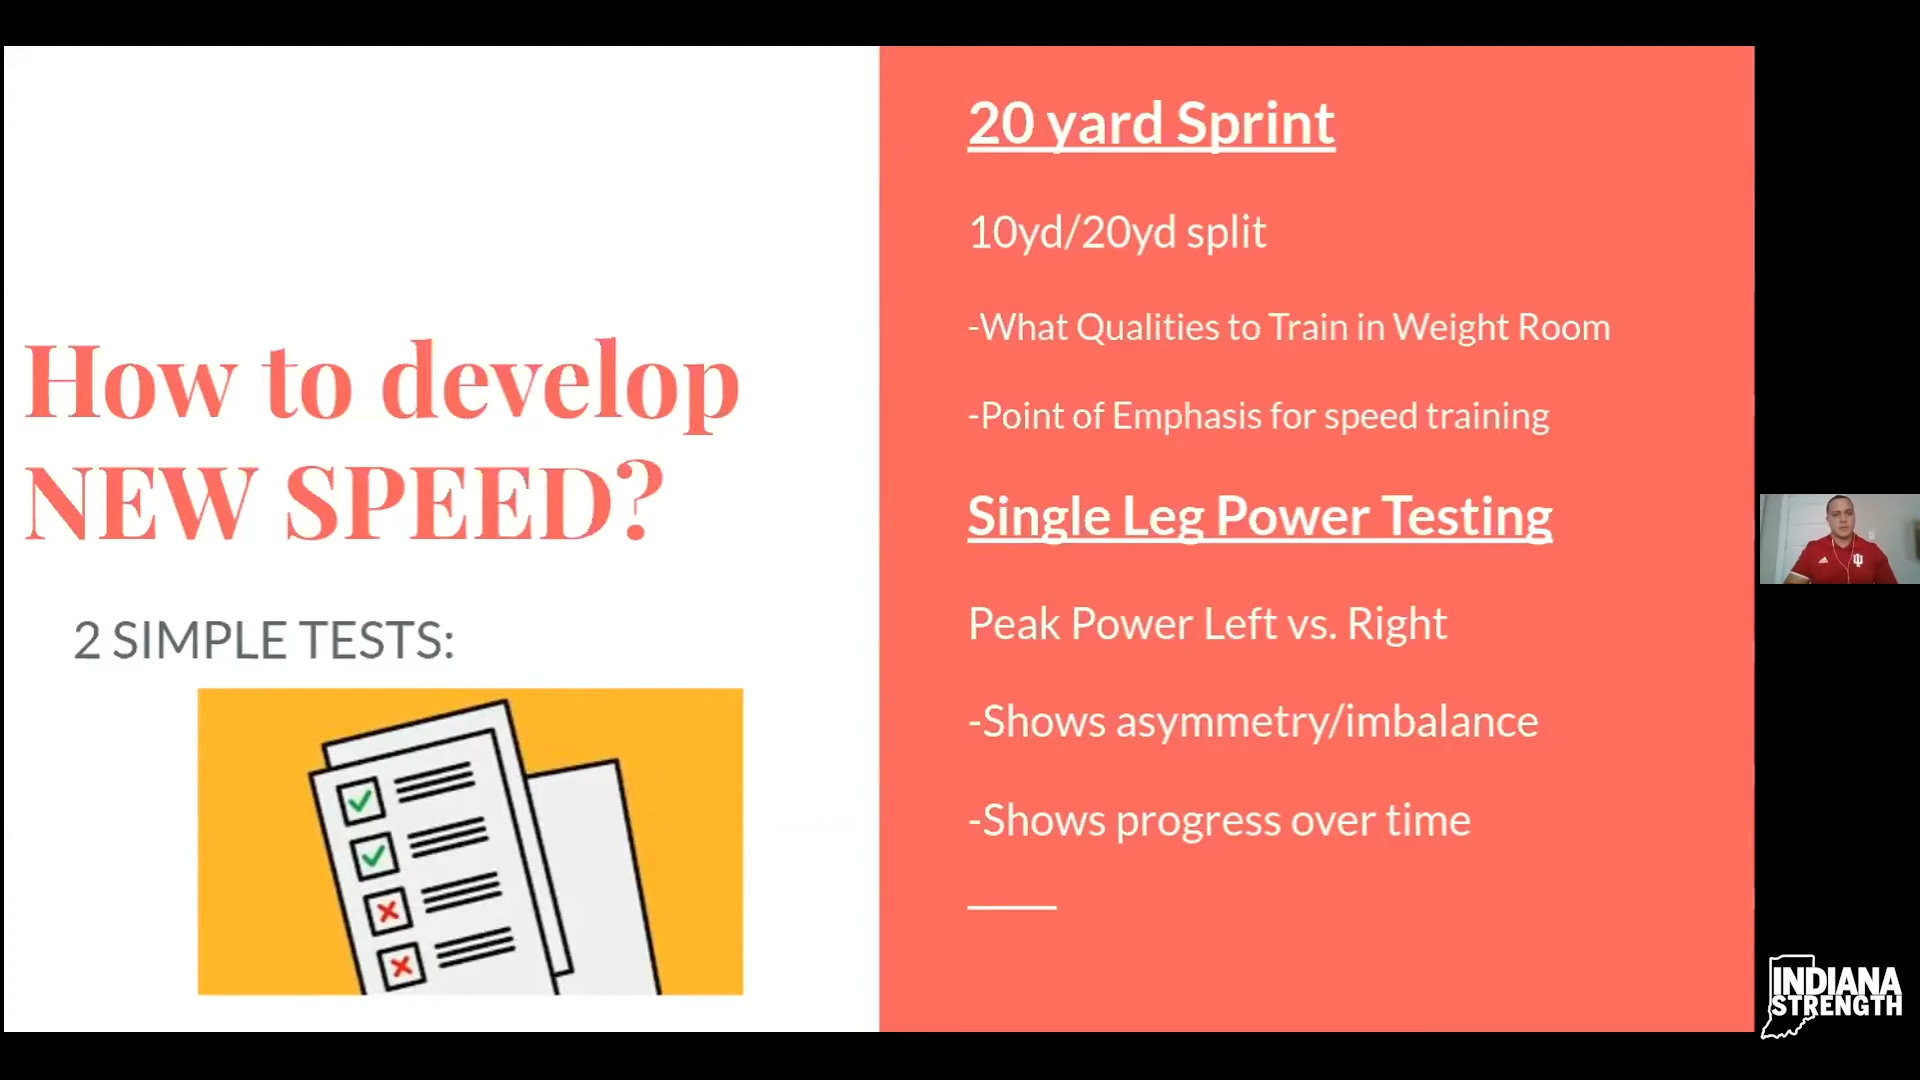 How to develop
NEW SPEED?
2 SIMPLE TESTS:
20 yard Sprint
10yd/20yd split
-What Qualities to Train in Weight Room
-Point of Emphasis for speed training
Single Leg Power Testing
Peak Power Left vs. Right
-Shows asymmetry/imbalance
-Shows progress over time
INDIANA
STRENGTH